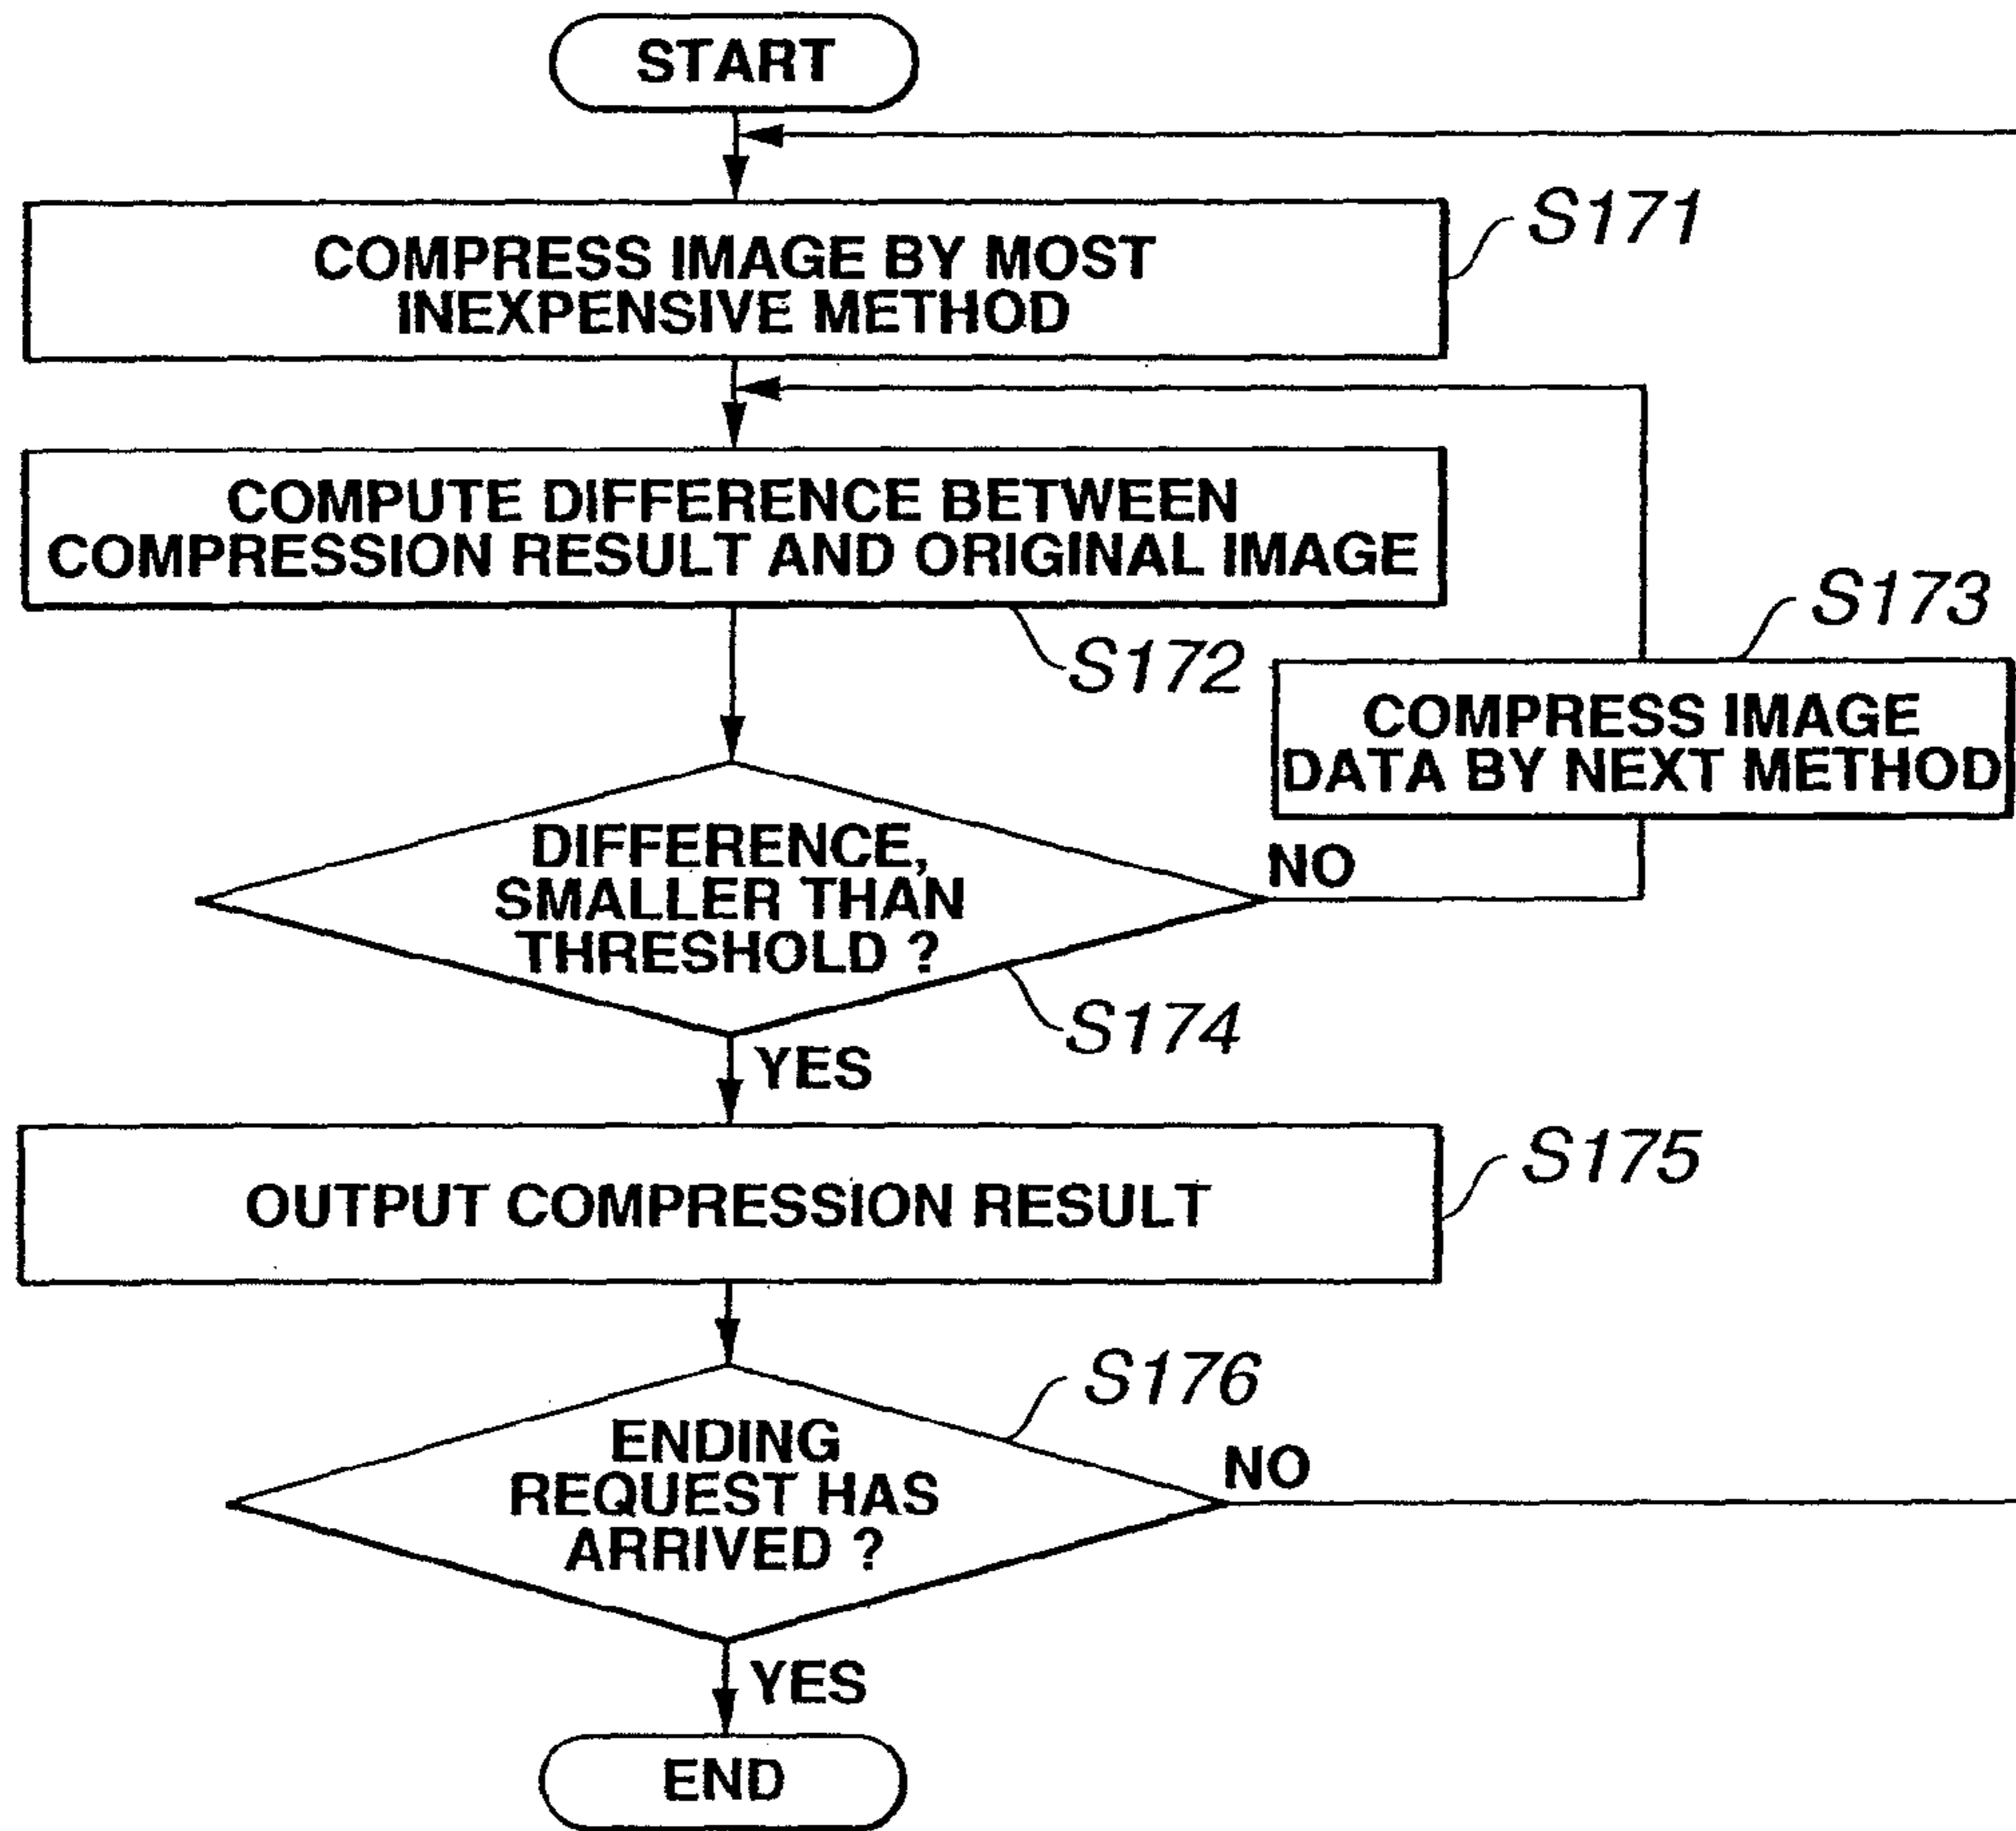 START
COMPRESS IMAGE BY MOST
INEXPENSIVE METHOD
S171
COMPUTE DIFFERENCE BETWEEN
COMPRESSION RESULT AND ORIGINAL IMAGE
S172
S173
COMPRESS IMAGE
DATA BY NEXT METHOD
DIFFERENCE,
SMALLER THAN
THRESHOLD ?
NO
S174
YES
OUTPUT COMPRESSION RESULT
S175
S176
ENDING
REQUEST HAS
ARRIVED ?
NO
YES
END